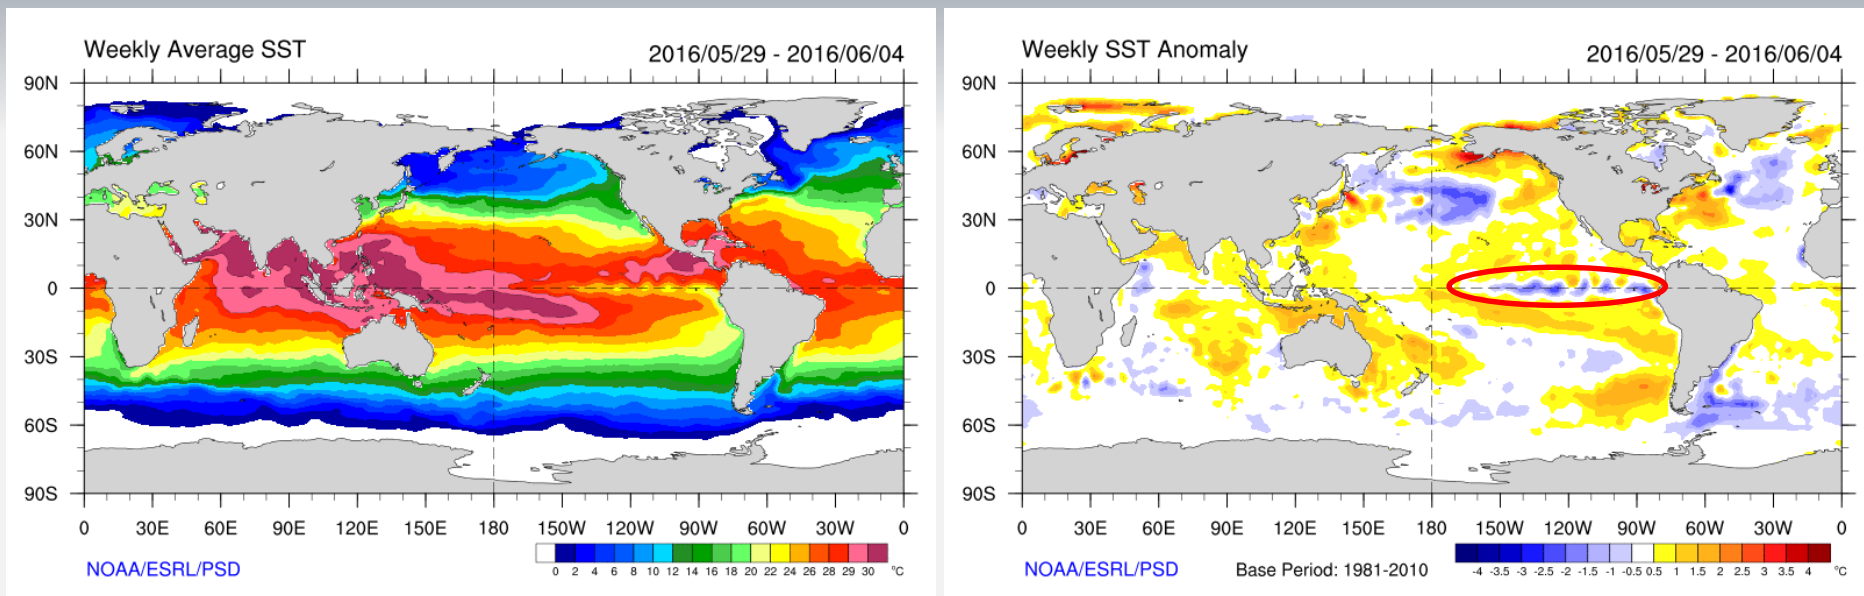 Weekly Average SST
2016/05/29 - 2016/06/04
90N
60N
30N
0
30S
60S
90S
0 30E 60E 90E 120E 150E 180 150W 120W 90W 60W 30W 0
NOAA/ESRL/PSD
0 2 4 6 8 10 12 14 16 18 20 22 24 26 28 29 30 °C
Weekly SST Anomaly
2016/05/29 - 2016/06/04
90N
60N
30N
0
30S
60S
90S
0 30E 60E 90E 120E 150E 180 150W 120W 90W 60W 30W 0
NOAA/ESRL/PSD
Base Period: 1981-2010
-4 -3.5 -3 -2.5 -2 -1.5 -1 -0.5 0.5 1 1.5 2 2.5 3 3.5 4 °C